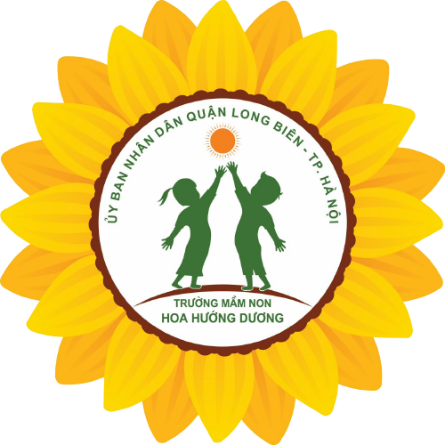 ỦY BAN NHÂN DÂN QUẬN LONG BIÊN - TP. HÀ NỘI
TRƯỜNG MẦM NON
HOA HƯỚNG DƯƠNG